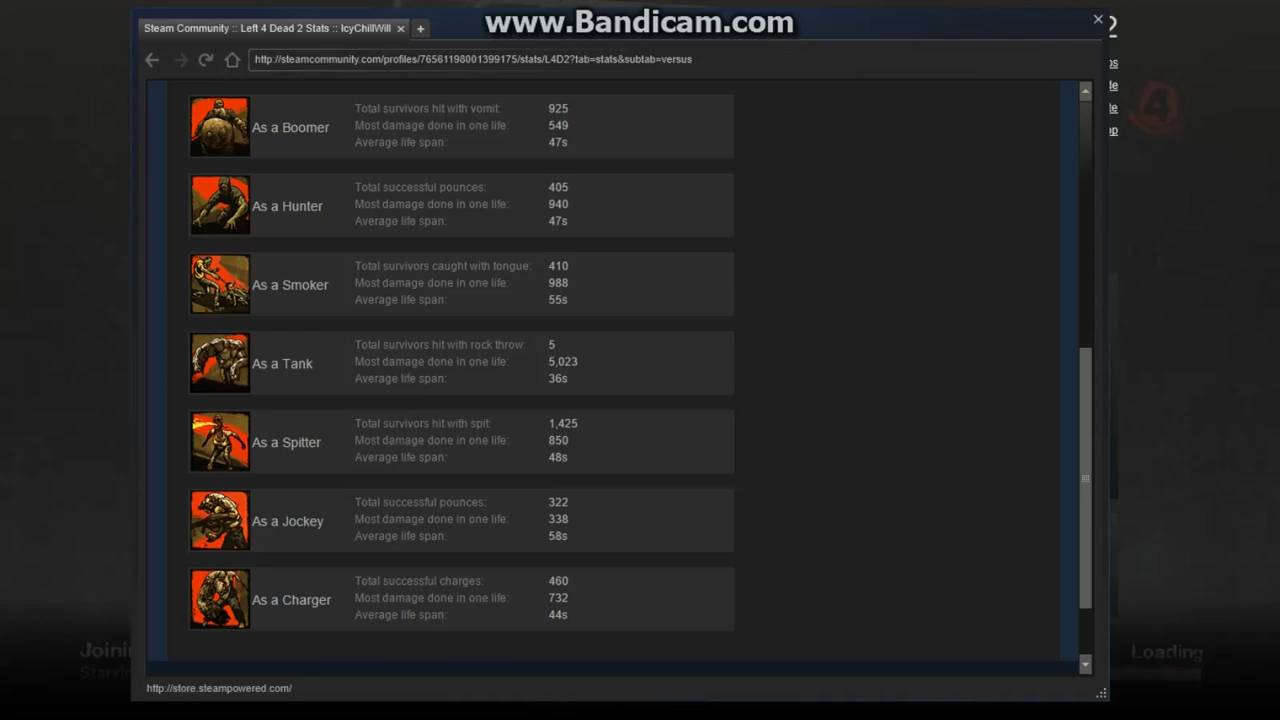 www.Bandicam.com
Steam Community :: Left 4 Dead 2 Stats :: IcyChillWill
http://steamcommunity.com/profiles/76561198001399175/stats/L4D2?tab=stats&subtab=versus
As a Boomer
Total survivors hit with vomit: 925
Most damage done in one life: 549
Average life span: 47s
As a Hunter
Total successful pounces: 405
Most damage done in one life: 940
Average life span: 47s
As a Smoker
Total survivors caught with tongue: 410
Most damage done in one life: 988
Average life span: 55s
As a Tank
Total survivors hit with rock throw: 5
Most damage done in one life: 5,023
Average life span: 36s
As a Spitter
Total survivors hit with spit: 1,425
Most damage done in one life: 850
Average life span: 48s
As a Jockey
Total successful pounces: 322
Most damage done in one life: 338
Average life span: 58s
As a Charger
Total successful charges: 460
Most damage done in one life: 732
Average life span: 44s
Loading
http://store.steampowered.com/